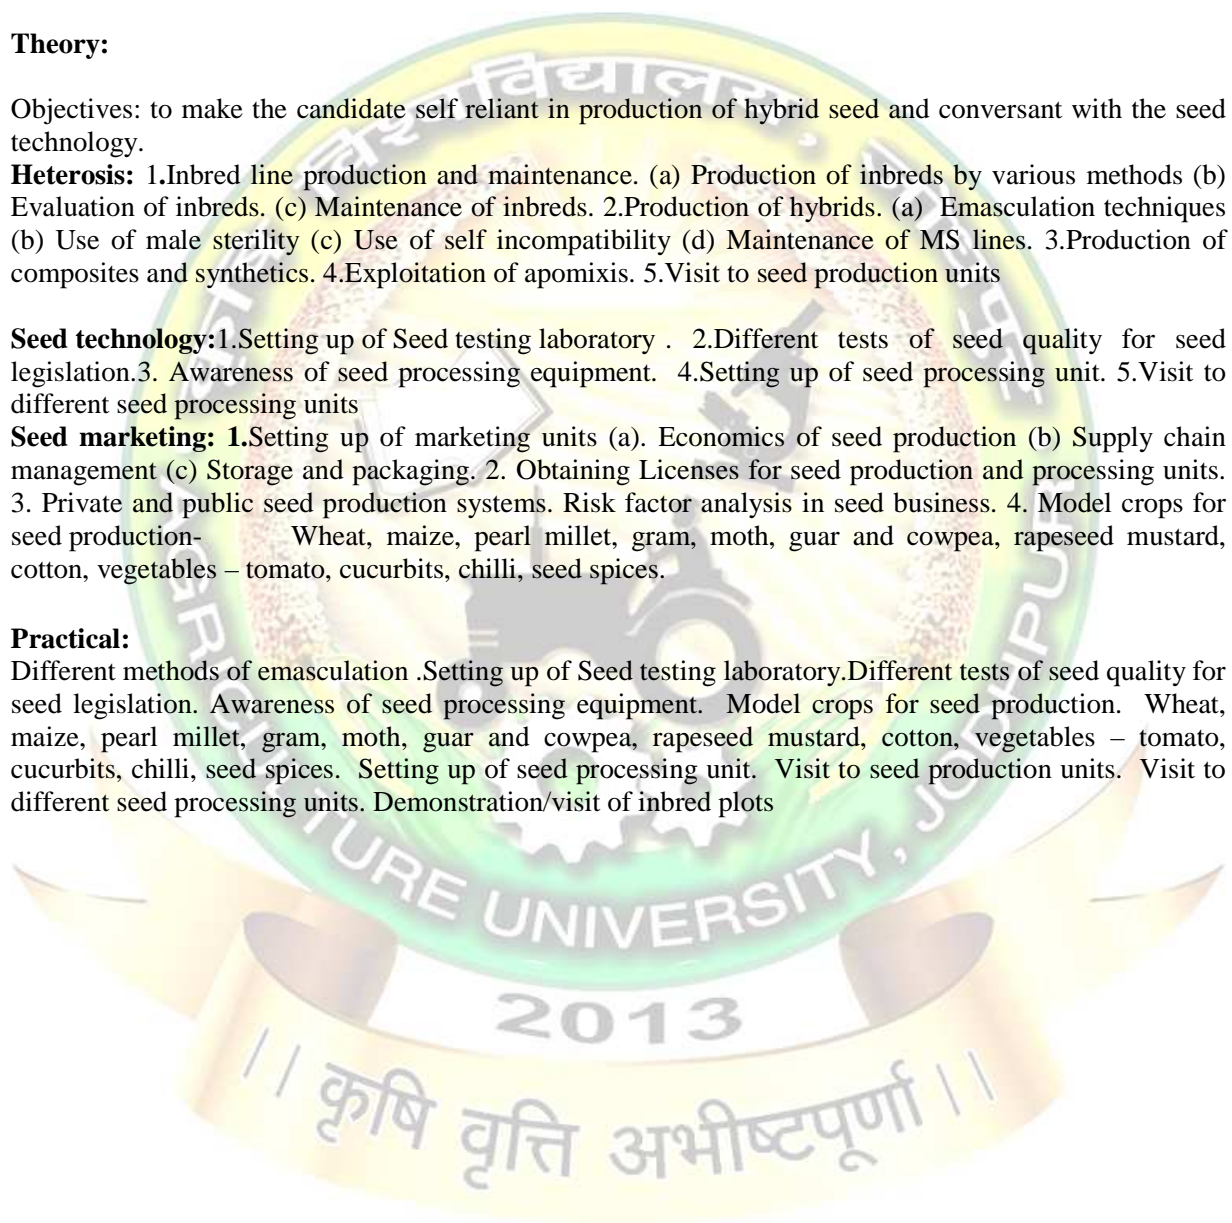 Theory:
Objectives: to make the candidate self reliant in production of hybrid seed and conversant with the seed
technology.
Heterosis: 1.Inbred line production and maintenance. (a) Production of inbreds by various methods (b)
Evaluation of inbreds. (c) Maintenance of inbreds. 2.Production of hybrids. (a) Emasculation techniques
(b) Use of male sterility (c) Use of self incompatibility (d) Maintenance of MS lines. 3.Production of
composites and synthetics. 4.Exploitation of apomixis. 5.Visit to seed production units
Seed technology:1.Setting up of Seed testing laboratory . 2.Different tests of seed quality for seed
legislation.3. Awareness of seed processing equipment. 4.Setting up of seed processing unit. 5.Visit to
different seed processing units
Seed marketing: 1.Setting up of marketing units (a). Economics of seed production (b) Supply chain
management (c) Storage and packaging. 2. Obtaining Licenses for seed production and processing units.
3. Private and public seed production systems. Risk factor analysis in seed business. 4. Model crops for
seed production- Wheat, maize, pearl millet, gram, moth, guar and cowpea, rapeseed mustard,
cotton, vegetables – tomato, cucurbits, chilli, seed spices.
Practical:
Different methods of emasculation .Setting up of Seed testing laboratory.Different tests of seed quality for
seed legislation. Awareness of seed processing equipment. Model crops for seed production. Wheat,
maize, pearl millet, gram, moth, guar and cowpea, rapeseed mustard, cotton, vegetables – tomato,
cucurbits, chilli, seed spices. Setting up of seed processing unit. Visit to seed production units. Visit to
different seed processing units. Demonstration/visit of inbred plots
कृषि विश्वविद्यालय, जोधपुर
AGRICULTURE UNIVERSITY, JODHPUR
2013
|| कृषि वृत्ति अभीष्टपूर्णा ||